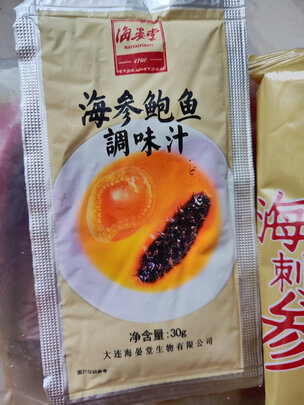 海晏堂
HAIYANTANG
1760
海参鲍鱼
調味汁
净含量:30g
大连海晏堂生物有限公司
图片仅供参考
海
刺
参